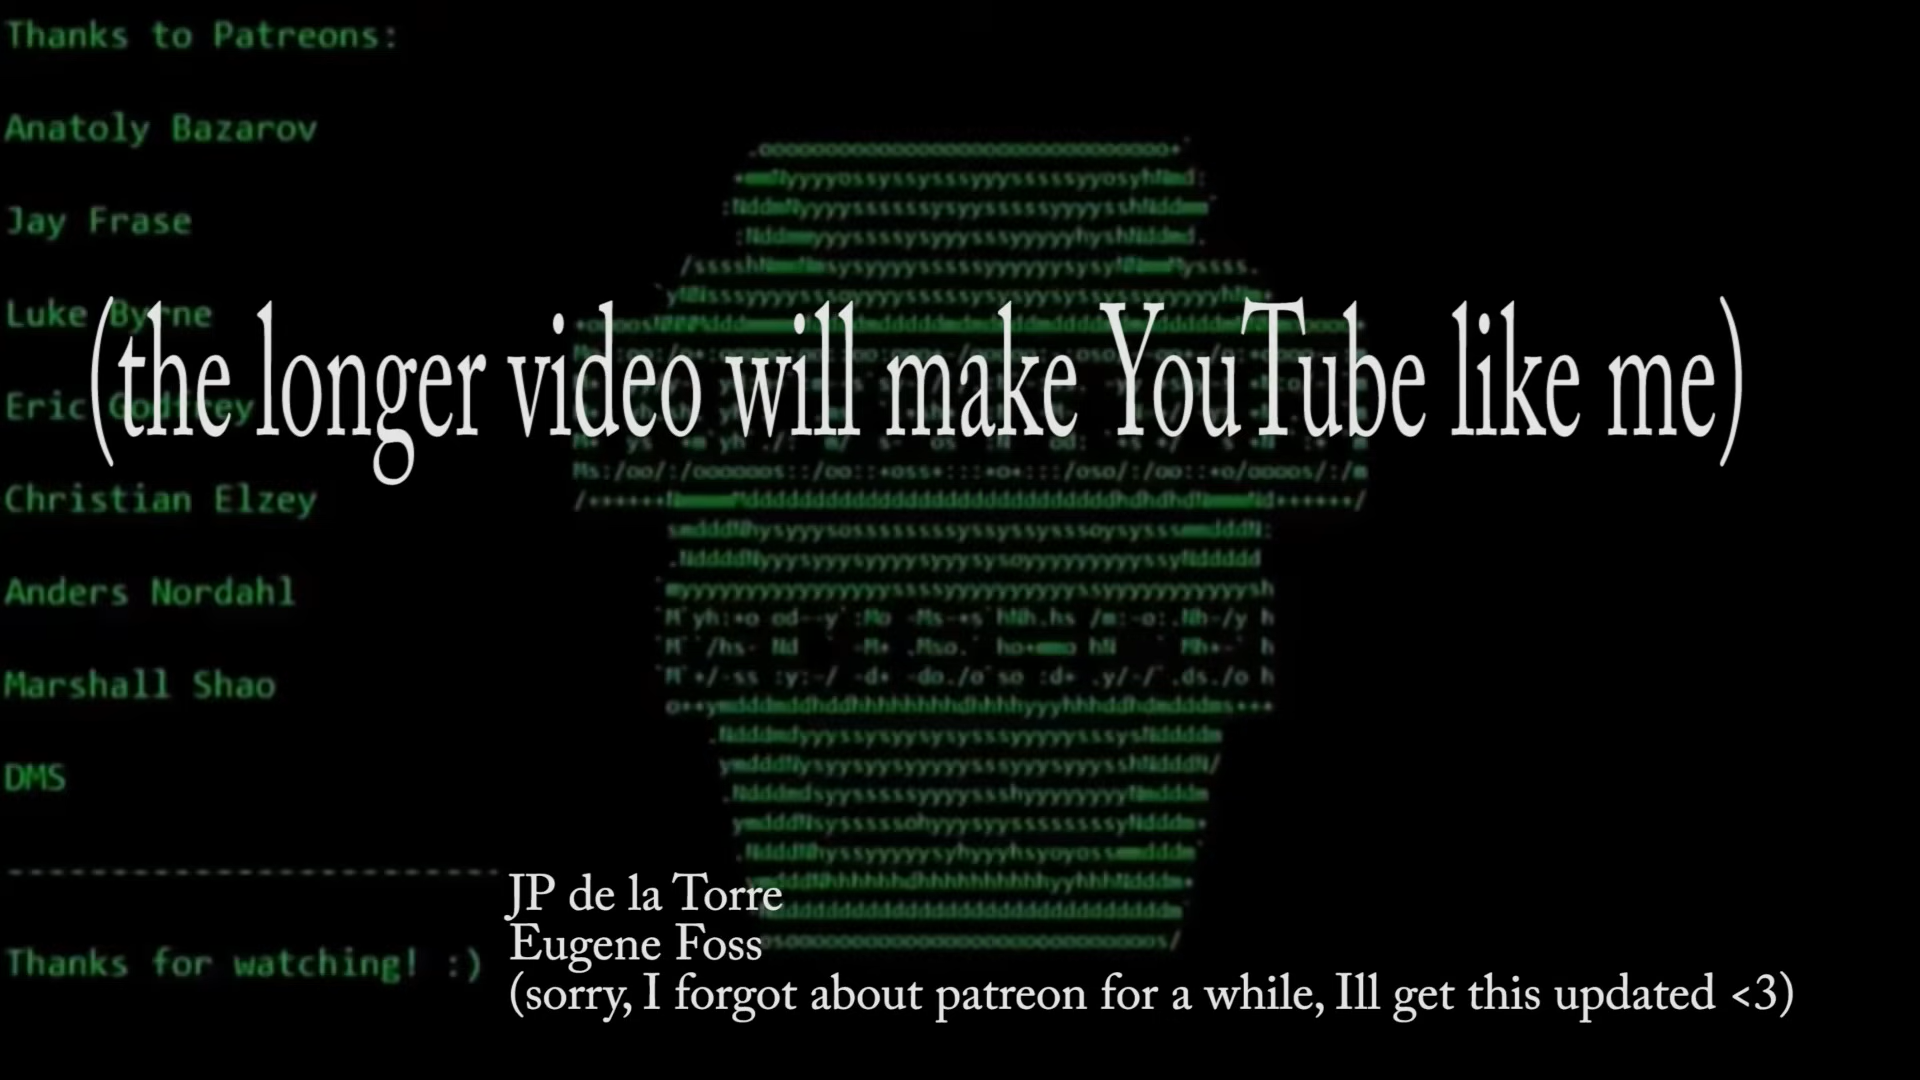 Thanks to Patreons:
Anatoly Bazarov
Jay Frase
Luke Byrne
(the longer video will make YouTube like me)
Eric Godfrey
Christian Elzey
Anders Nordahl
Marshall Shao
DMS
-----------------------
JP de la Torre
Eugene Foss
Thanks for watching! :)
(sorry, I forgot about patreon for a while, Ill get this updated <3)